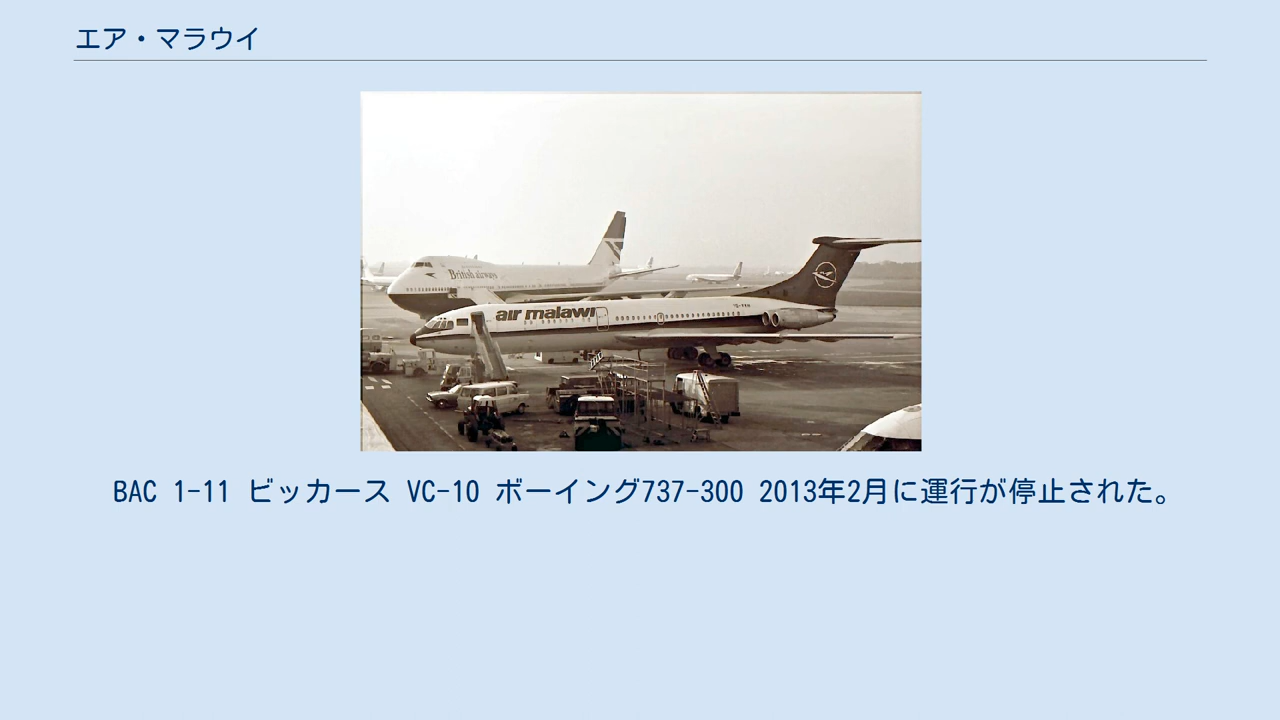 エア・マラウイ
British airways
air malawi
BAC 1-11 ビッカース VC-10 ボーイング737-300 2013年2月に運行が停止された。